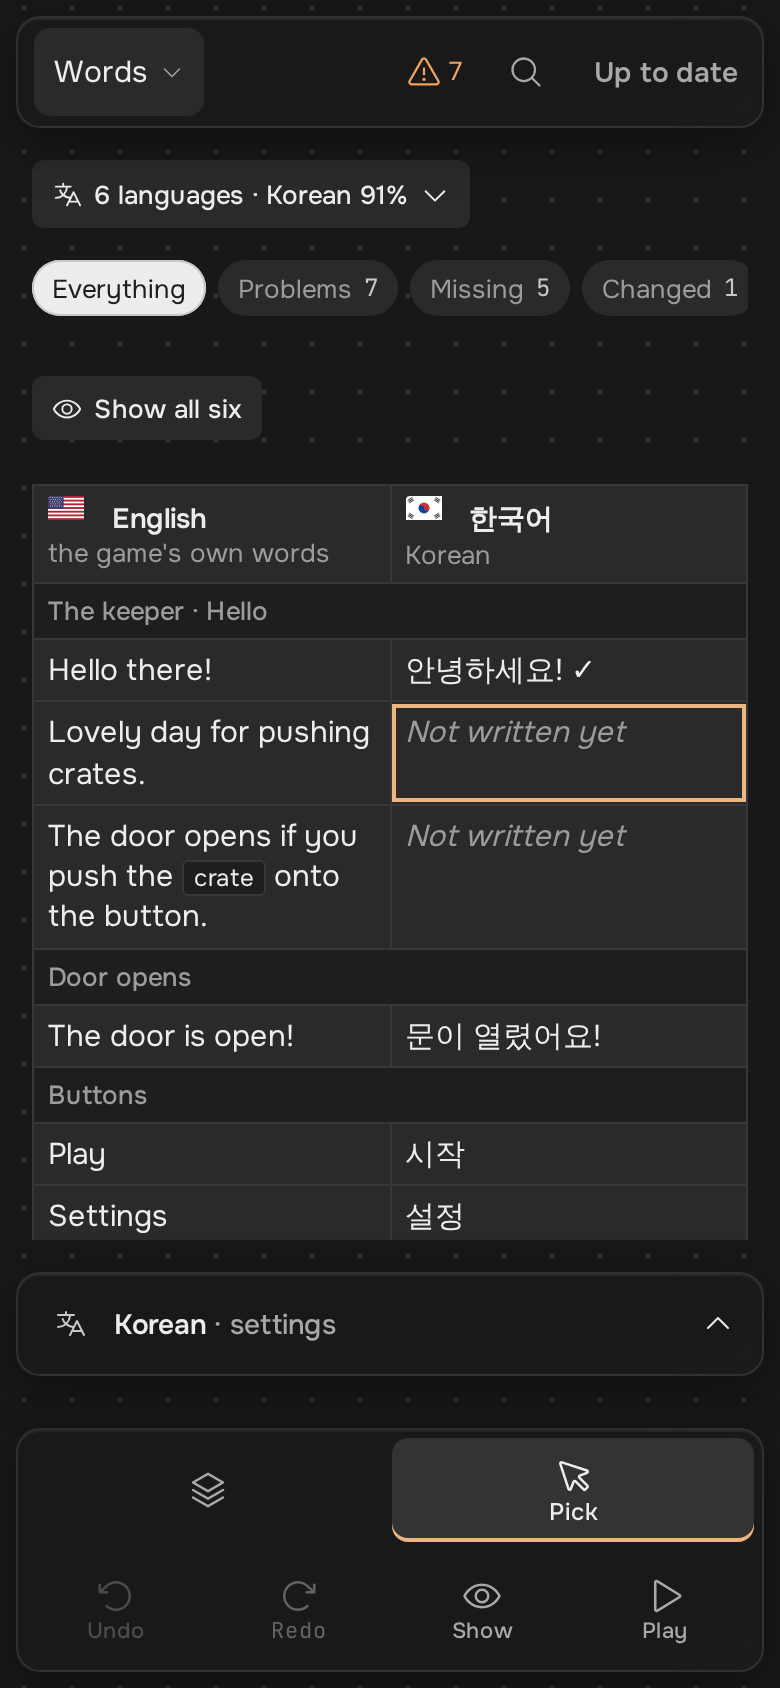 Words
7
Up to date
6 languages · Korean 91%
Everything
Problems 7
Missing 5
Changed 1
Show all six
English
the game's own words
한국어
Korean
The keeper · Hello
Hello there!
안녕하세요! ✓
Lovely day for pushing
crates.
Not written yet
The door opens if you
push the crate onto
the button.
Not written yet
Door opens
The door is open!
문이 열렸어요!
Buttons
Play
시작
Settings
설정
Korean · settings
Pick
Undo
Redo
Show
Play